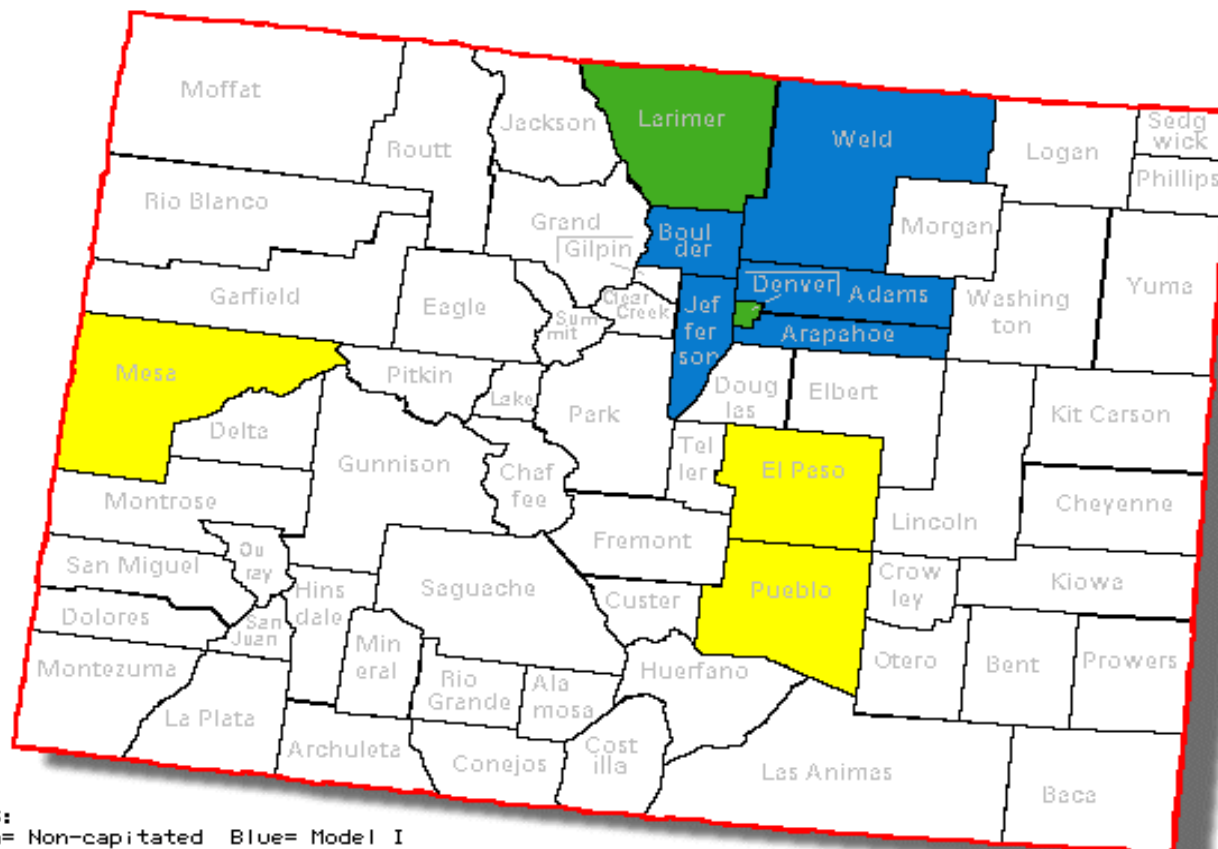 Moffat
Routt
Jackson
Larimer
Weld
Logan
Sedg
wick
Phillips
Rio Blanco
Grand
Gilpin
Boul
der
Morgan
Garfield
Eagle
Sum
mit
Clear
Creek
Jef
fer
son
Denver
Adams
Arapahoe
Washing
ton
Yuma
Mesa
Pitkin
Lake
Park
Doug
las
Elbert
Kit Carson
Delta
Gunnison
Chaf
fee
Tel
ler
El Paso
Lincoln
Cheyenne
Montrose
Fremont
San Miguel
Ou
ray
Hins
dale
Saguache
Custer
Pueblo
Crow
ley
Kiowa
Dolores
San
Juan
Min
eral
Rio
Grande
Ala
mosa
Huerfano
Otero
Bent
Prowers
Montezuma
La Plata
Archuleta
Conejos
Cost
illa
Las Animas
Baca
= Non-capitated Blue= Model I